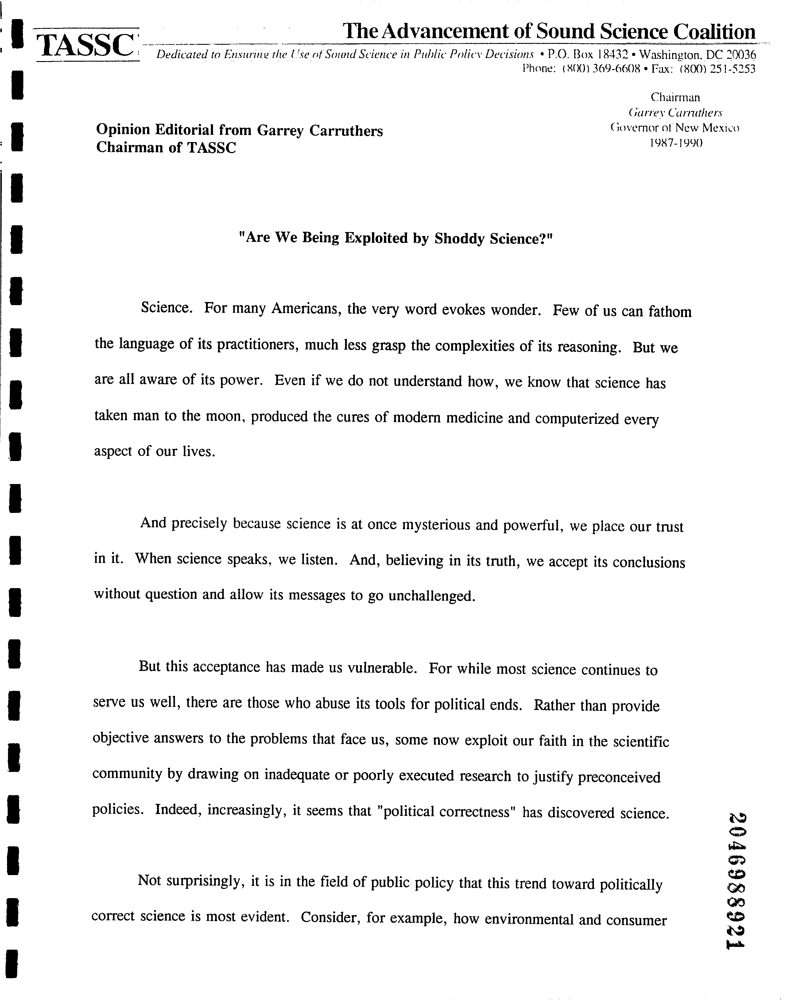 TASSC
The Advancement of Sound Science Coalition
Dedicated to Ensuring the Use of Sound Science in Public Policy Decisions • P.O. Box 18432 • Washington, DC 20036
Phone: (800) 369-6608 • Fax: (800) 251-5253
Chairman
Garrey Carruthers
Governor of New Mexico
1987-1990
Opinion Editorial from Garrey Carruthers
Chairman of TASSC
"Are We Being Exploited by Shoddy Science?"
Science. For many Americans, the very word evokes wonder. Few of us can fathom
the language of its practitioners, much less grasp the complexities of its reasoning. But we
are all aware of its power. Even if we do not understand how, we know that science has
taken man to the moon, produced the cures of modern medicine and computerized every
aspect of our lives.
And precisely because science is at once mysterious and powerful, we place our trust
in it. When science speaks, we listen. And, believing in its truth, we accept its conclusions
without question and allow its messages to go unchallenged.
But this acceptance has made us vulnerable. For while most science continues to
serve us well, there are those who abuse its tools for political ends. Rather than provide
objective answers to the problems that face us, some now exploit our faith in the scientific
community by drawing on inadequate or poorly executed research to justify preconceived
policies. Indeed, increasingly, it seems that "political correctness" has discovered science.
Not surprisingly, it is in the field of public policy that this trend toward politically
correct science is most evident. Consider, for example, how environmental and consumer
2046988921